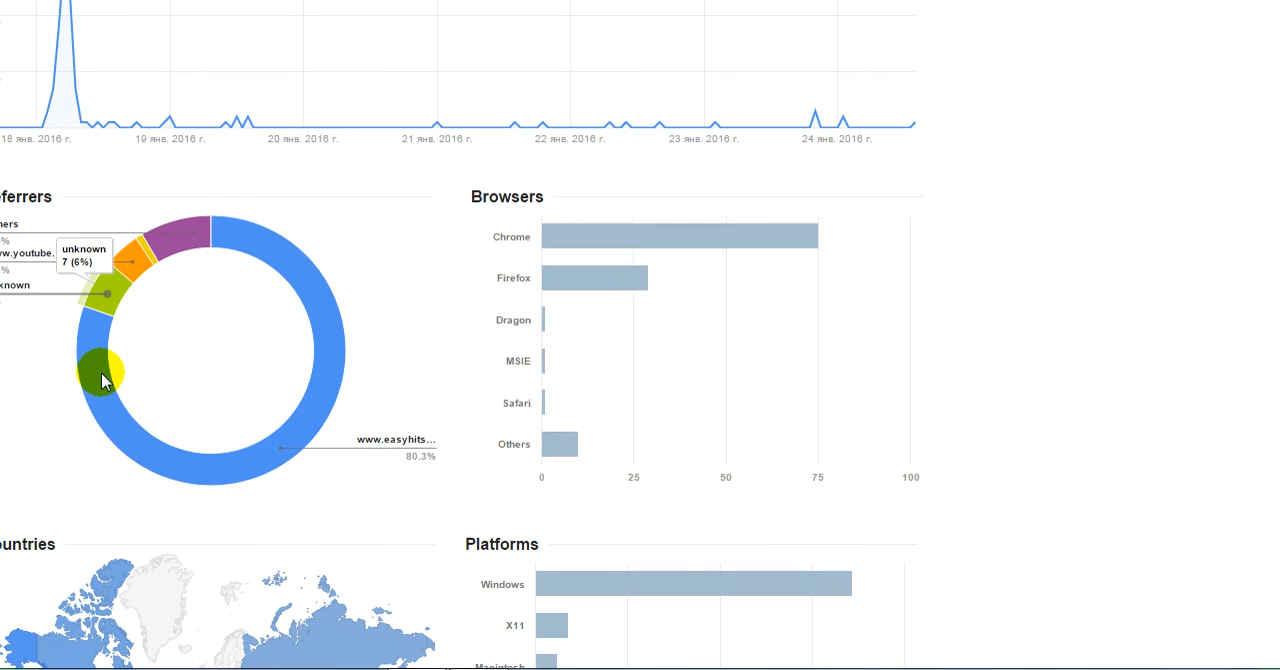 18 янв. 2016 г.
19 янв. 2016 г.
20 янв. 2016 г.
21 янв. 2016 г.
22 янв. 2016 г.
23 янв. 2016 г.
24 янв. 2016 г.
eferrers
Browsers
hers
%
ww.youtube.
%
known
unknown
7 (6%)
www.easyhits...
80.3%
Chrome
Firefox
Dragon
MSIE
Safari
Others
0
25
50
75
100
ountries
Platforms
Windows
X11
Macintosh